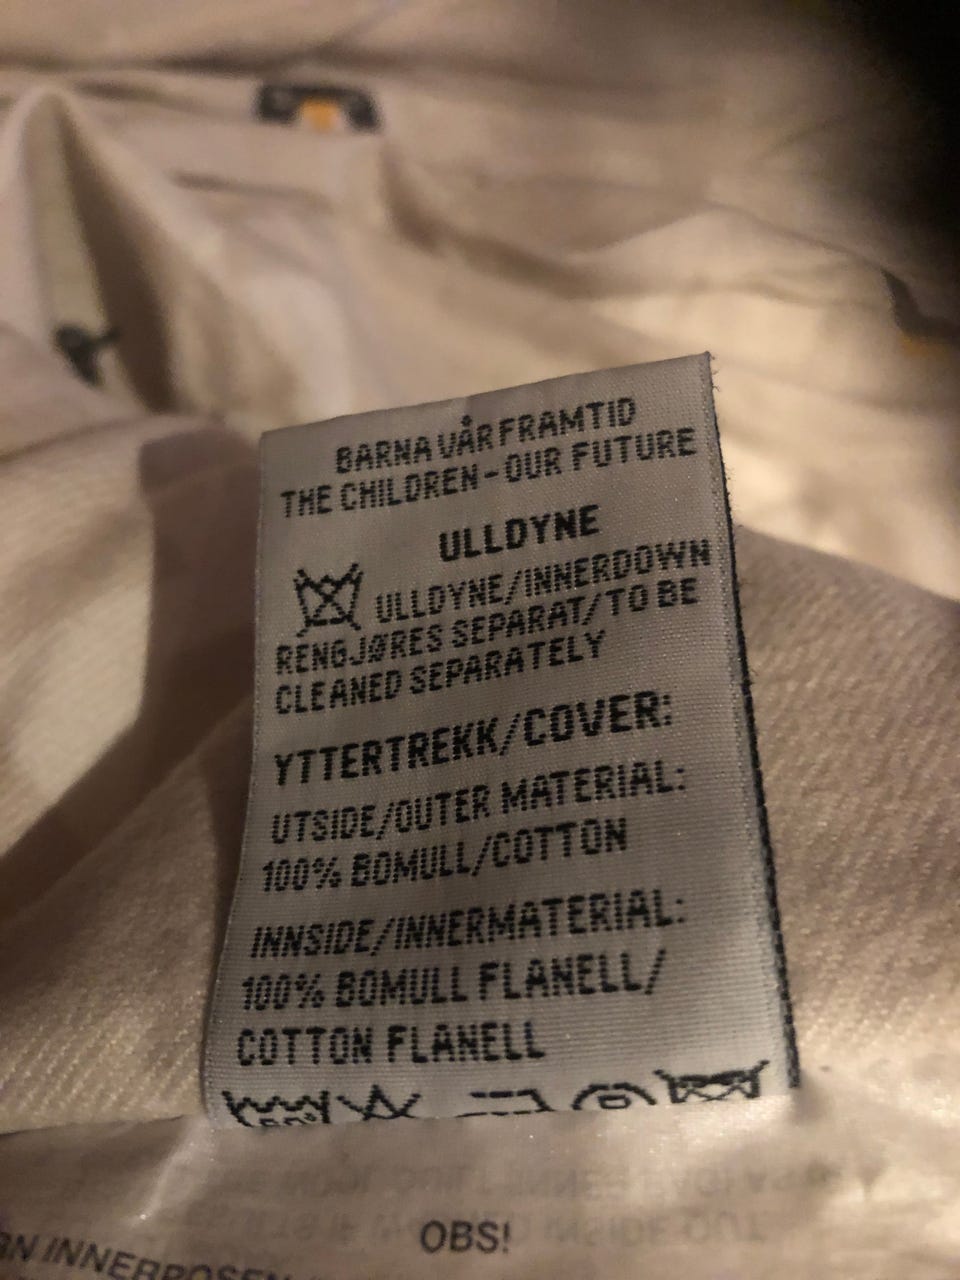 BARNA VÅR FRAMTID
THE CHILDREN - OUR FUTURE
ULLDYNE
ULLDYNE/INNERDOWN
RENGJØRES SEPARAT/TO BE
CLEANED SEPARATELY
YTTERTREKK/COVER:
UTSIDE/OUTER MATERIAL:
100% BOMULL/COTTON
INNSIDE/INNERMATERIAL:
100% BOMULL FLANELL/
COTTON FLANELL
P
OBS!
INNERPOSEN